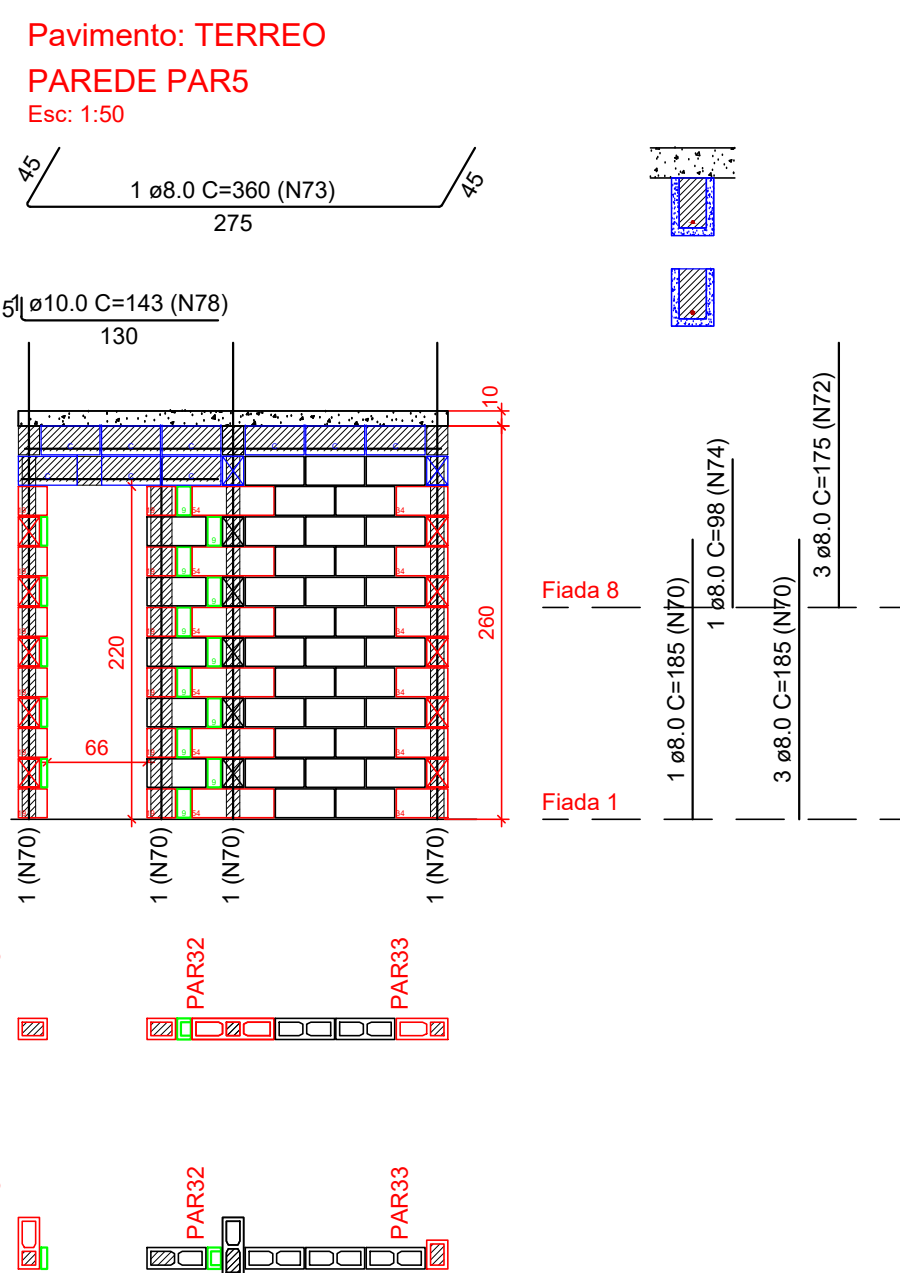 Pavimento: TERREO
PAREDE PAR5
Esc: 1:50
45
1 ø8.0 C=360 (N73)
45
275
5
1 ø10.0 C=143 (N78)
130
10
C C C C
C C C
260
220
66
54
34
9
1 (N70)
1 (N70)
1 (N70)
1 (N70)
Fiada 8
Fiada 1
1 ø8.0 C=185 (N70)
1 ø8.0 C=98 (N74)
3 ø8.0 C=185 (N70)
3 ø8.0 C=175 (N72)
PAR32
PAR33
PAR32
PAR33